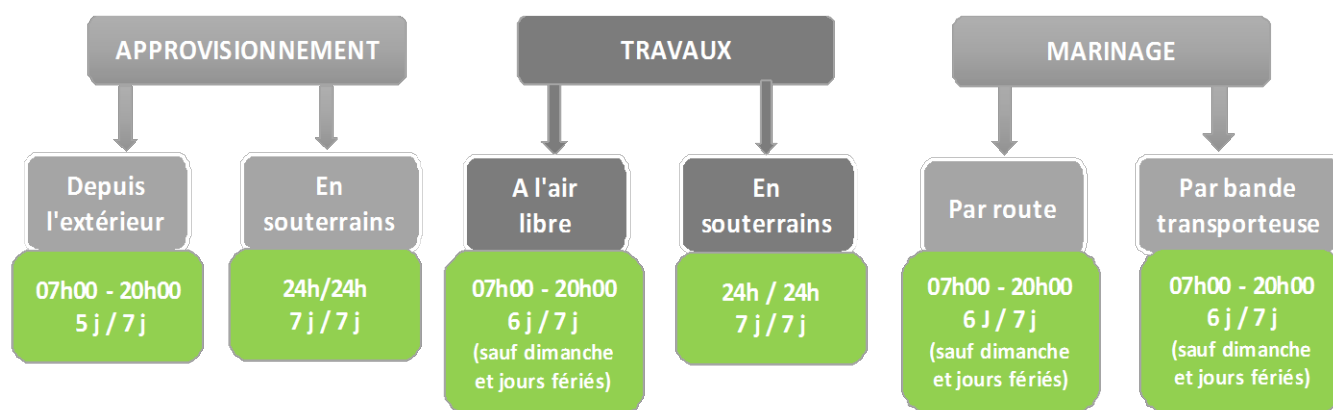 APPROVISIONNEMENT
Depuis
l'extérieur
07h00 - 20h00
5 j / 7 j
En
souterrains
24h/24h
7 j / 7 j
TRAVAUX
A l'air
libre
07h00 - 20h00
6 j / 7 j
(sauf dimanche
et jours fériés)
En
souterrains
24h / 24h
7 j / 7 j
MARINAGE
Par route
07h00 - 20h00
6 J / 7 j
(sauf dimanche
et jours fériés)
Par bande
transporteuse
07h00 - 20h00
6 j / 7 j
(sauf dimanche
et jours fériés)